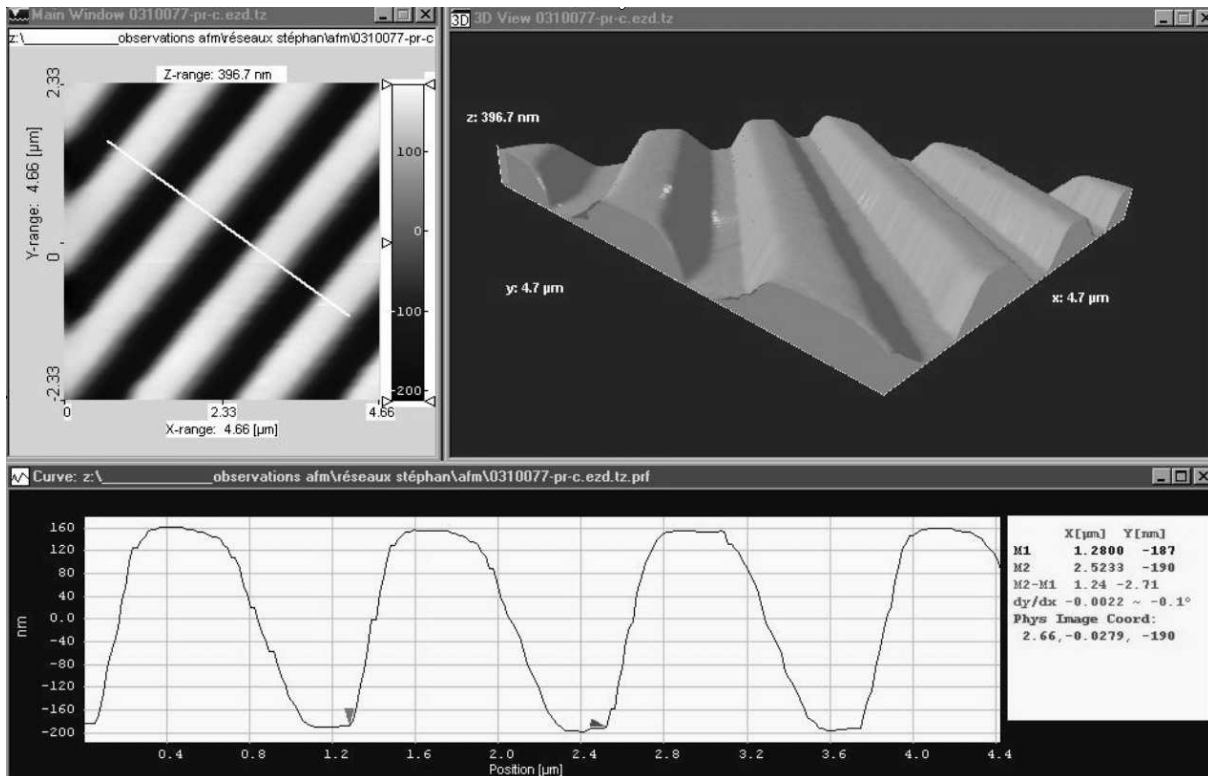 Main Window 0310077-pr-c.ezd.tz
z:\_____________observations afm\réseaux stéphan\afm\0310077-pr-c
Z-range: 396.7 nm
2.33
Y-range: 4.66 [µm]
0
-2.33
0
2.33
4.66
X-range: 4.66 [µm]
100
0
-100
-200
3D View 0310077-pr-c.ezd.tz
z: 396.7 nm
y: 4.7 µm
x: 4.7 µm
Curve: z:\_____________observations afm\réseaux stéphan\afm\0310077-pr-c.ezd.tz.prf
160
120
80
40
0.0
-40
-80
-120
-160
-200
nm
0.4 0.8 1.2 1.6 2.0 2.4 2.8 3.2 3.6 4.0 4.4
Position [µm]
X[µm] Y[nm]
M1 1.2800 -187
M2 2.5233 -190
M2-M1 1.24 -2.71
dy/dx -0.0022 ~ -0.1°
Phys Image Coord:
2.66,-0.0279, -190